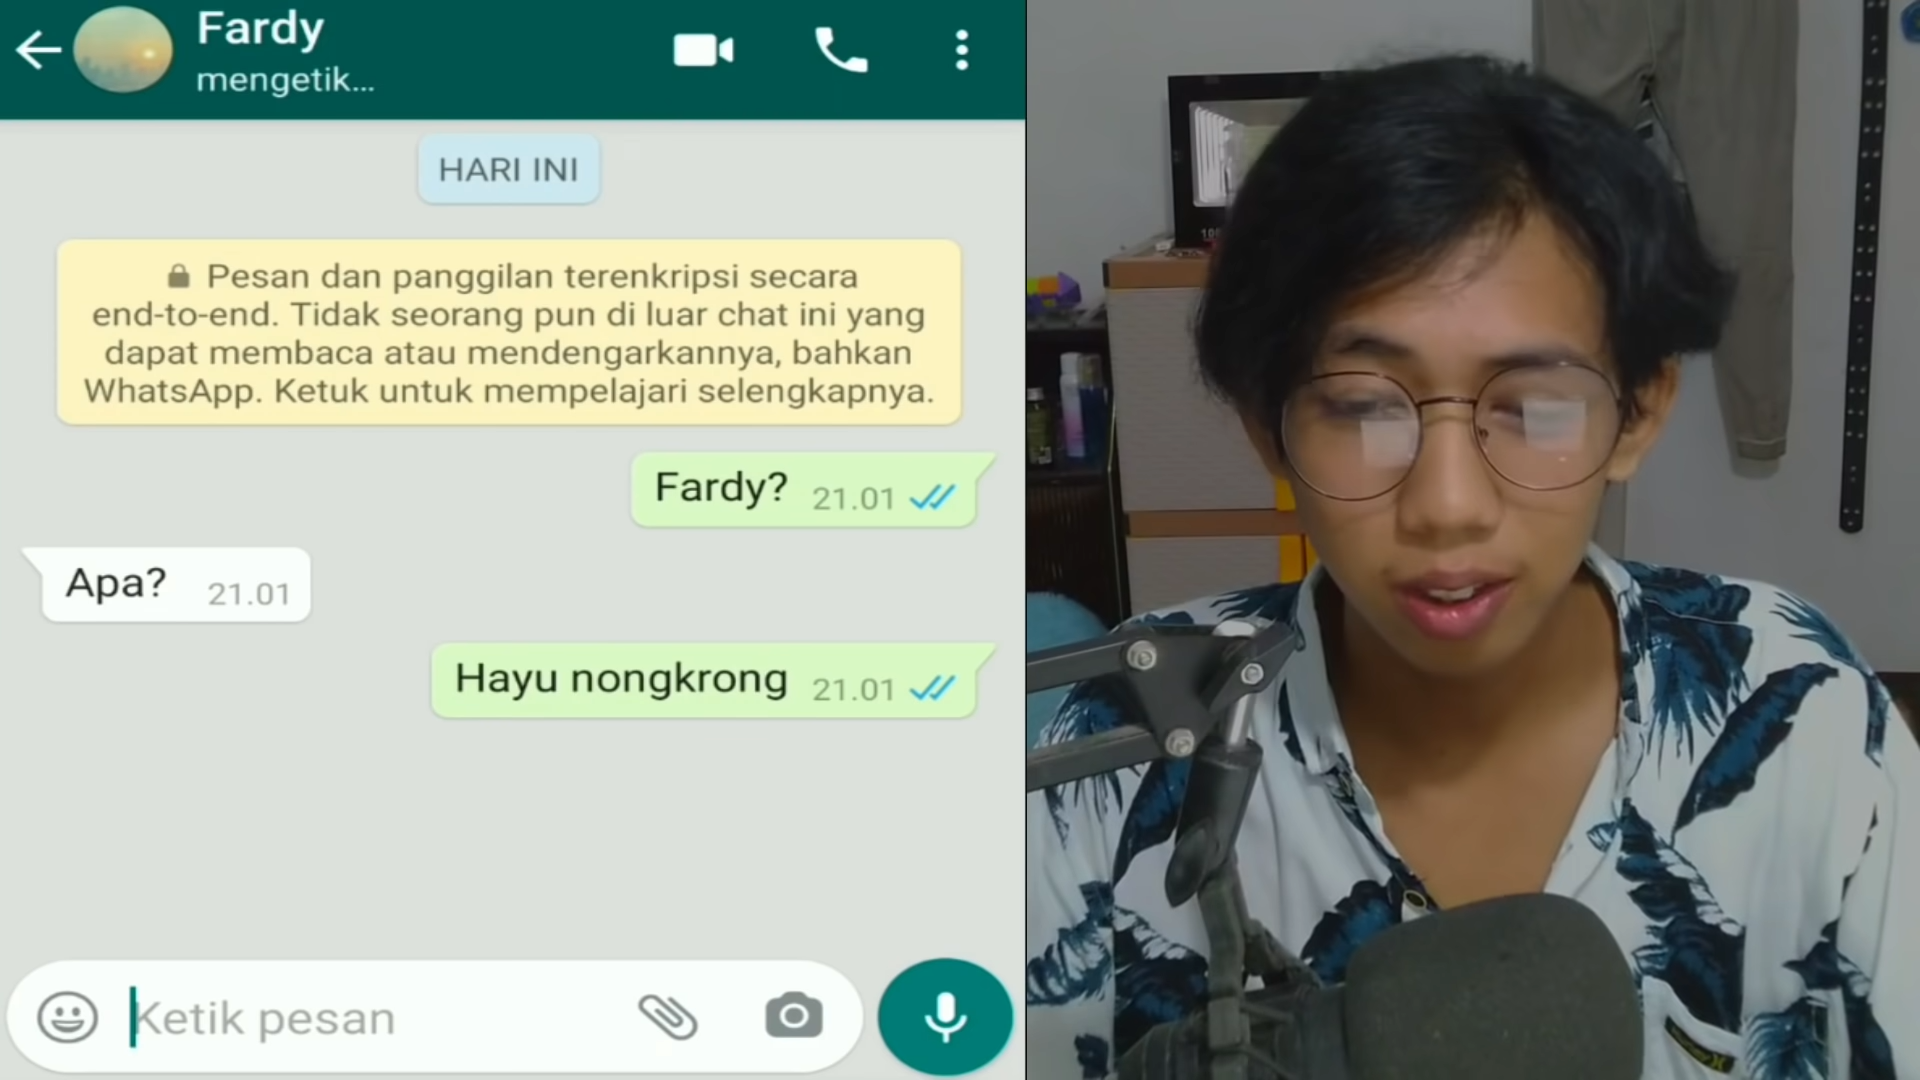 Fardy
mengetik...
HARI INI
Pesan dan panggilan terenkripsi secara
end-to-end. Tidak seorang pun di luar chat ini yang
dapat membaca atau mendengarkannya, bahkan
WhatsApp. Ketuk untuk mempelajari selengkapnya.
Fardy? 21.01
Apa? 21.01
Hayu nongkrong 21.01
Ketik pesan